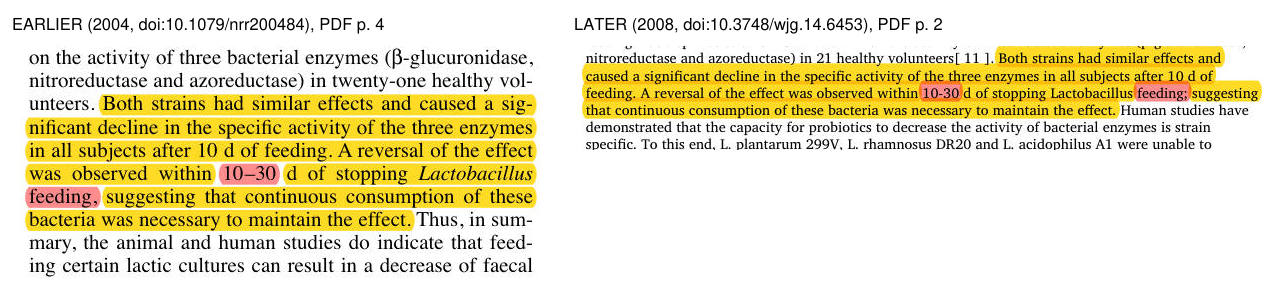 EARLIER (2004, doi:10.1079/nrr200484), PDF p. 4
on the activity of three bacterial enzymes (β-glucuronidase,
nitroreductase and azoreductase) in twenty-one healthy vol-
unteers. Both strains had similar effects and caused a sig-
nificant decline in the specific activity of the three enzymes
in all subjects after 10 d of feeding. A reversal of the effect
was observed within 10–30 d of stopping Lactobacillus
feeding, suggesting that continuous consumption of these
bacteria was necessary to maintain the effect. Thus, in sum-
mary, the animal and human studies do indicate that feed-
ing certain lactic cultures can result in a decrease of faecal
LATER (2008, doi:10.3748/wjg.14.6453), PDF p. 2
nitroreductase and azoreductase) in 21 healthy volunteers[ 11 ]. Both strains had similar effects and
caused a significant decline in the specific activity of the three enzymes in all subjects after 10 d of
feeding. A reversal of the effect was observed within 10-30 d of stopping Lactobacillus feeding; suggesting
that continuous consumption of these bacteria was necessary to maintain the effect. Human studies have
demonstrated that the capacity for probiotics to decrease the activity of bacterial enzymes is strain
specific. To this end, L. plantarum 299V, L. rhamnosus DR20 and L. acidophilus A1 were unable to